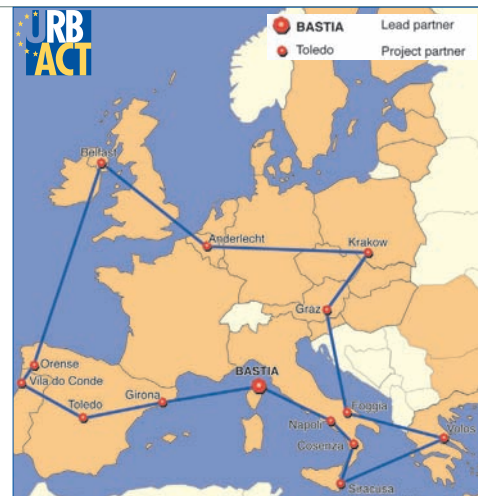 URB
ACT
BASTIA Lead partner
Toledo Project partner
Belfast
Anderlecht
Krakow
Graz
Orense
BASTIA
Vila do Conde
Girona
Toledo
Foggia
Napoli
Volos
Cosenza
Siracusa